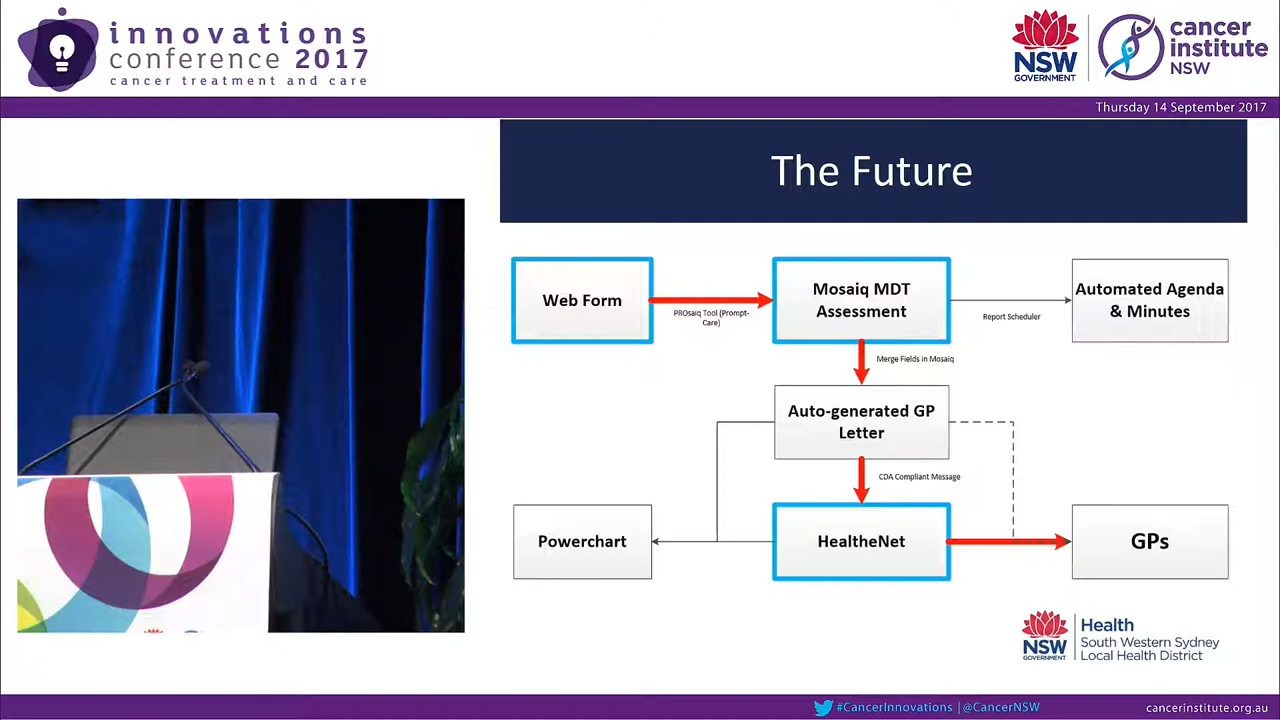 innovations
conference 2017
cancer treatment and care
NSW
GOVERNMENT
cancer
institute
NSW
Thursday 14 September 2017
The Future
Web Form
PROsaiq Tool (Prompt-
Care)
Mosaiq MDT
Assessment
Report Scheduler
Automated Agenda
& Minutes
Merge Fields in Mosaiq
Auto-generated GP
Letter
CDA Compliant Message
Powerchart
HealtheNet
GPs
NSW
GOVERNMENT
Health
South Western Sydney
Local Health District
#CancerInnovations | @CancerNSW
cancerinstitute.org.au